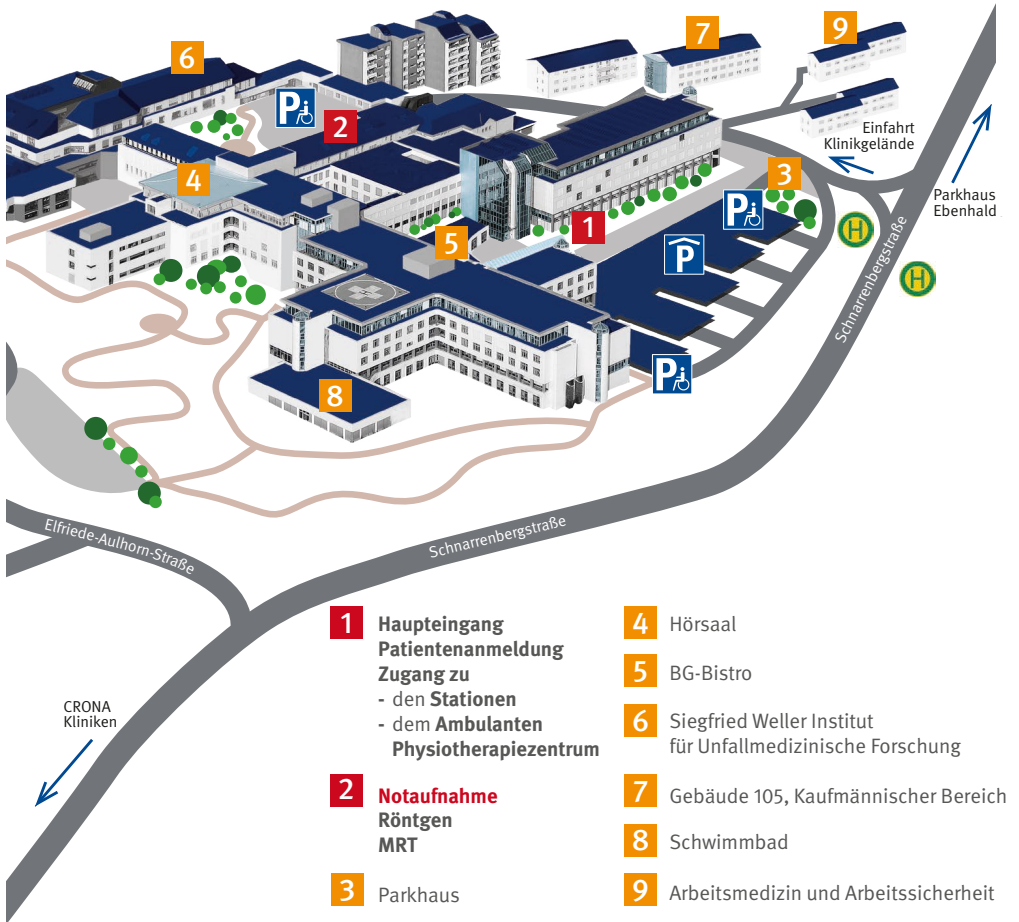 6
7
9
P
2
Einfahrt
Klinikgelände
4
3
Parkhaus
Ebenhald
P
1
H
5
P
H
Schnarrenbergstraße
P
8
Elfriede-Aulhorn-Straße
Schnarrenbergstraße
CRONA
Kliniken
1 Haupteingang
Patientenanmeldung
Zugang zu
- den Stationen
- dem Ambulanten
Physiotherapiezentrum
2 Notaufnahme
Röntgen
MRT
3 Parkhaus
4 Hörsaal
5 BG-Bistro
6 Siegfried Weller Institut
für Unfallmedizinische Forschung
7 Gebäude 105, Kaufmännischer Bereich
8 Schwimmbad
9 Arbeitsmedizin und Arbeitssicherheit